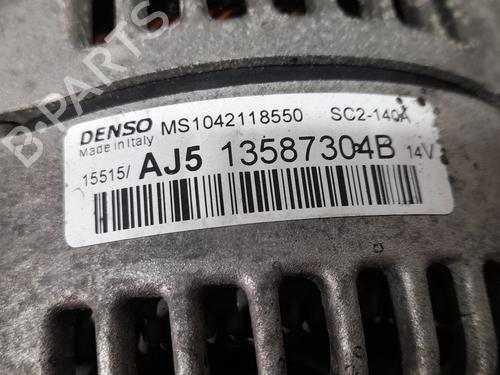 B-PARTS
DENSO MS1042118550 SC2-140A
Made in Italy
15515/ AJ5 13587304B 14V